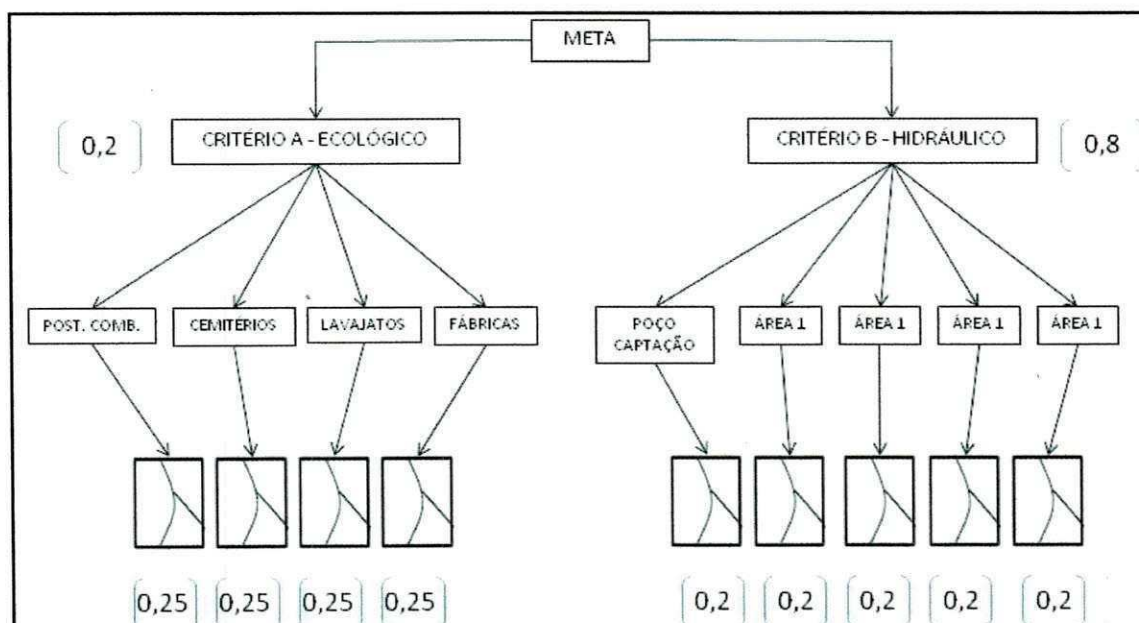 META
0,2
CRITÉRIO A - ECOLÓGICO
CRITÉRIO B - HIDRÁULICO
0,8
POST. COMB.
CEMITÉRIOS
LAVAJATOS
FÁBRICAS
POÇO
CAPTAÇÃO
ÁREA 1
ÁREA 1
ÁREA 1
ÁREA 1
0,25
0,25
0,25
0,25
0,2
0,2
0,2
0,2
0,2